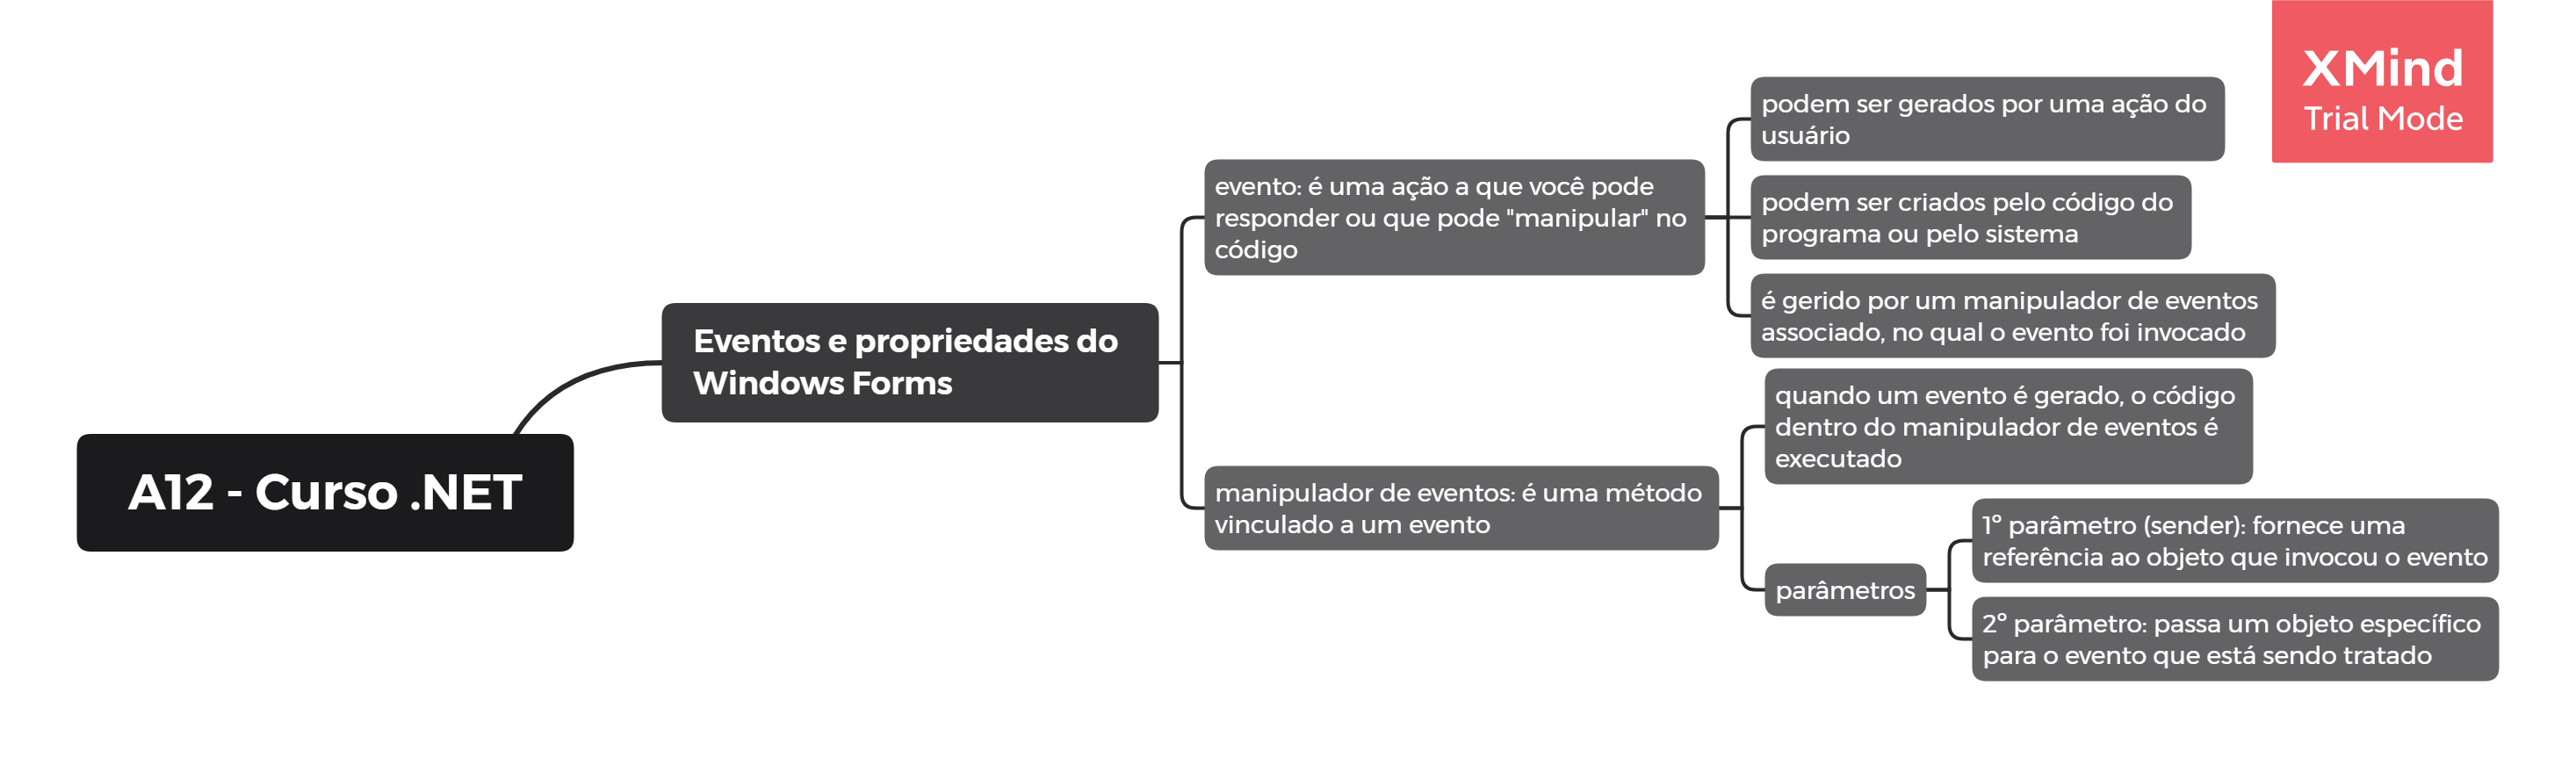 XMind
Trial Mode
A12 - Curso .NET
Eventos e propriedades do
Windows Forms
evento: é uma ação a que você pode
responder ou que pode "manipular" no
código
podem ser gerados por uma ação do
usuário
podem ser criados pelo código do
programa ou pelo sistema
é gerido por um manipulador de eventos
associado, no qual o evento foi invocado
manipulador de eventos: é uma método
vinculado a um evento
quando um evento é gerado, o código
dentro do manipulador de eventos é
executado
parâmetros
1º parâmetro (sender): fornece uma
referência ao objeto que invocou o evento
2º parâmetro: passa um objeto específico
para o evento que está sendo tratado